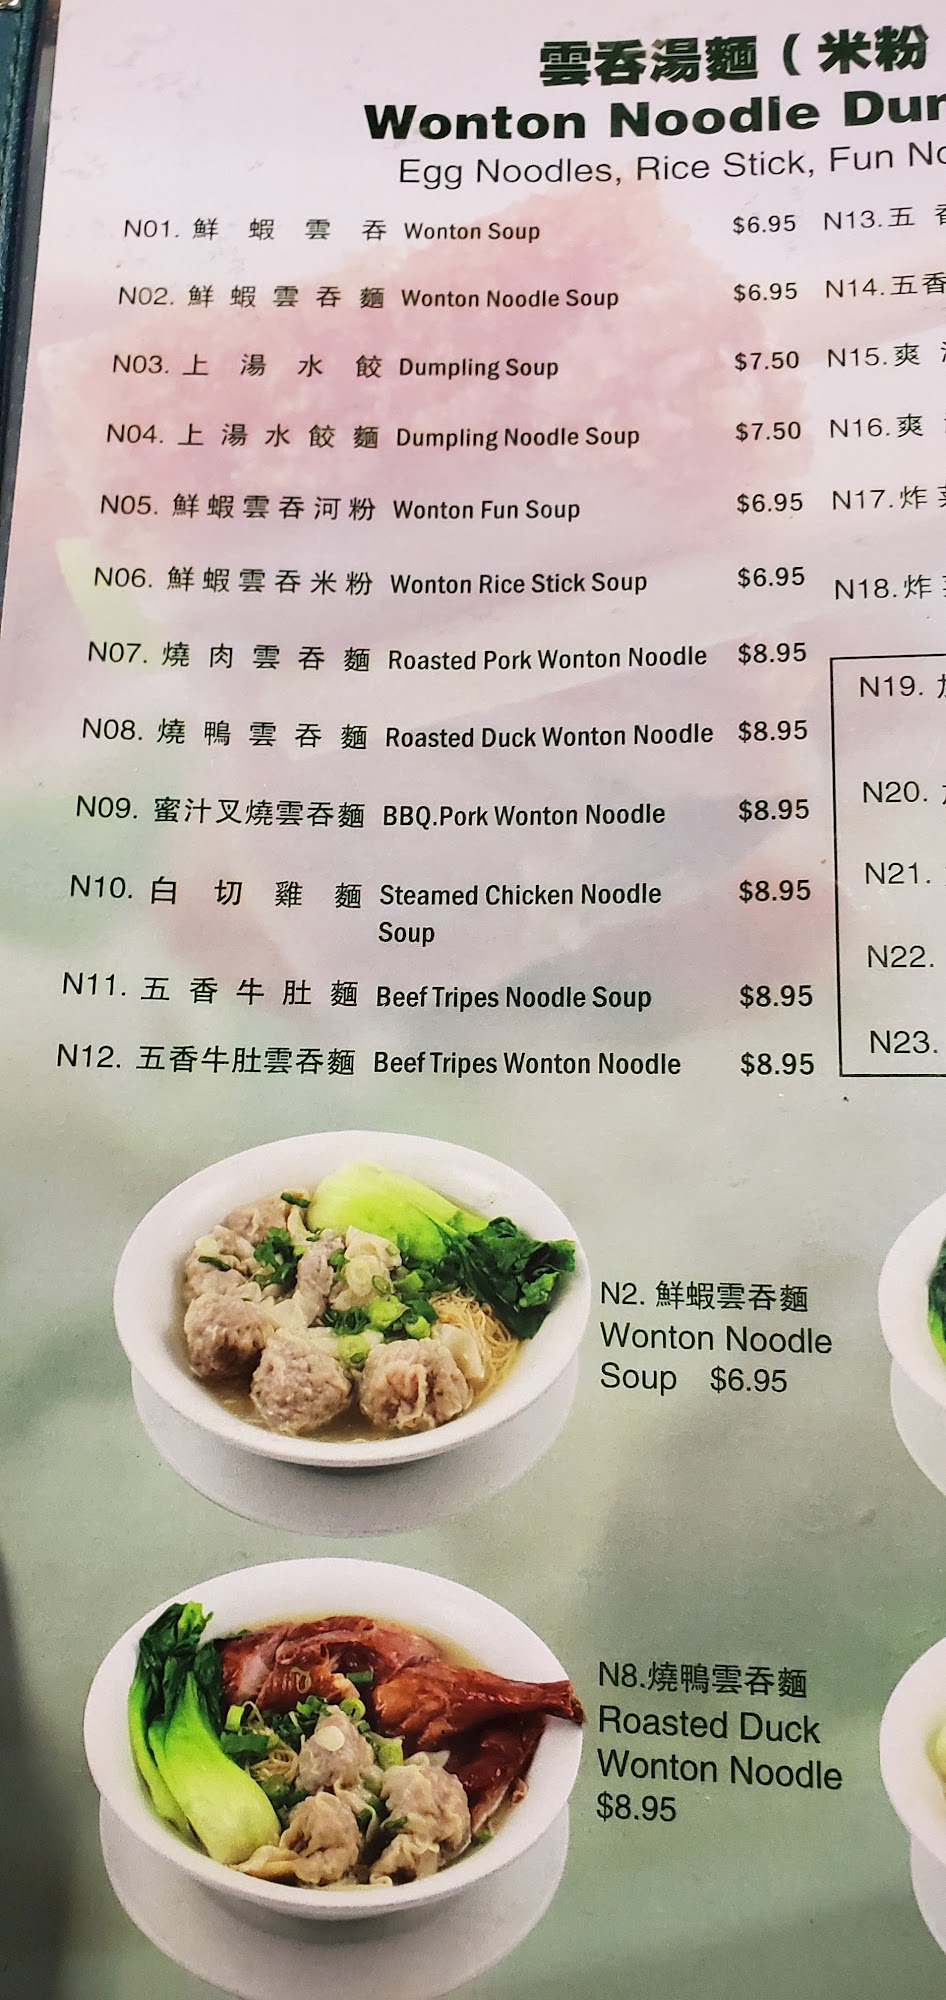 雲吞湯麵（米粉
Wonton Noodle
Egg Noodles, Rice Stick, Fun
N01. 鮮蝦雲吞 Wonton Soup $6.95
N02. 鮮蝦雲吞麵 Wonton Noodle Soup $6.95
N03. 上湯水餃 Dumpling Soup $7.50
N04. 上湯水餃麵 Dumpling Noodle Soup $7.50
N05. 鮮蝦雲吞河粉 Wonton Fun Soup $6.95
N06. 鮮蝦雲吞米粉 Wonton Rice Stick Soup $6.95
N07. 燒肉雲吞麵 Roasted Pork Wonton Noodle $8.95
N08. 燒鴨雲吞麵 Roasted Duck Wonton Noodle $8.95
N09. 蜜汁叉燒雲吞麵 BBQ.Pork Wonton Noodle $8.95
N10. 白切雞麵 Steamed Chicken Noodle $8.95
Soup
N11. 五香牛肚麵 Beef Tripes Noodle Soup $8.95
N12. 五香牛肚雲吞麵 Beef Tripes Wonton Noodle $8.95
N13. 五
N14. 五香
N15. 爽
N16. 爽
N17. 炸
N18. 炸
N19.
N20.
N21.
N22.
N23.
N2. 鮮蝦雲吞麵
Wonton Noodle
Soup $6.95
N8.燒鴨雲吞麵
Roasted Duck
Wonton Noodle
$8.95